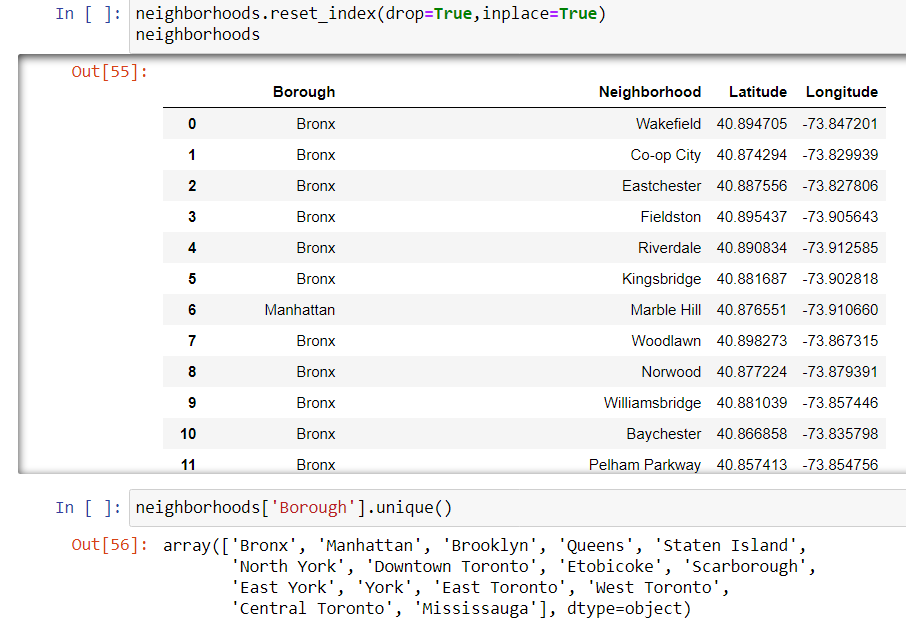 In [ ]: neighborhoods.reset_index(drop=True,inplace=True)
neighborhoods
Out[55]:
Borough Neighborhood Latitude Longitude
0 Bronx Wakefield 40.894705 -73.847201
1 Bronx Co-op City 40.874294 -73.829939
2 Bronx Eastchester 40.887556 -73.827806
3 Bronx Fieldston 40.895437 -73.905643
4 Bronx Riverdale 40.890834 -73.912585
5 Bronx Kingsbridge 40.881687 -73.902818
6 Manhattan Marble Hill 40.876551 -73.910660
7 Bronx Woodlawn 40.898273 -73.867315
8 Bronx Norwood 40.877224 -73.879391
9 Bronx Williamsbridge 40.881039 -73.857446
10 Bronx Baychester 40.866858 -73.835798
11 Bronx Pelham Parkway 40.857413 -73.854756
In [ ]: neighborhoods['Borough'].unique()
Out[56]: array(['Bronx', 'Manhattan', 'Brooklyn', 'Queens', 'Staten Island',
'North York', 'Downtown Toronto', 'Etobicoke', 'Scarborough',
'East York', 'York', 'East Toronto', 'West Toronto',
'Central Toronto', 'Mississauga'], dtype=object)